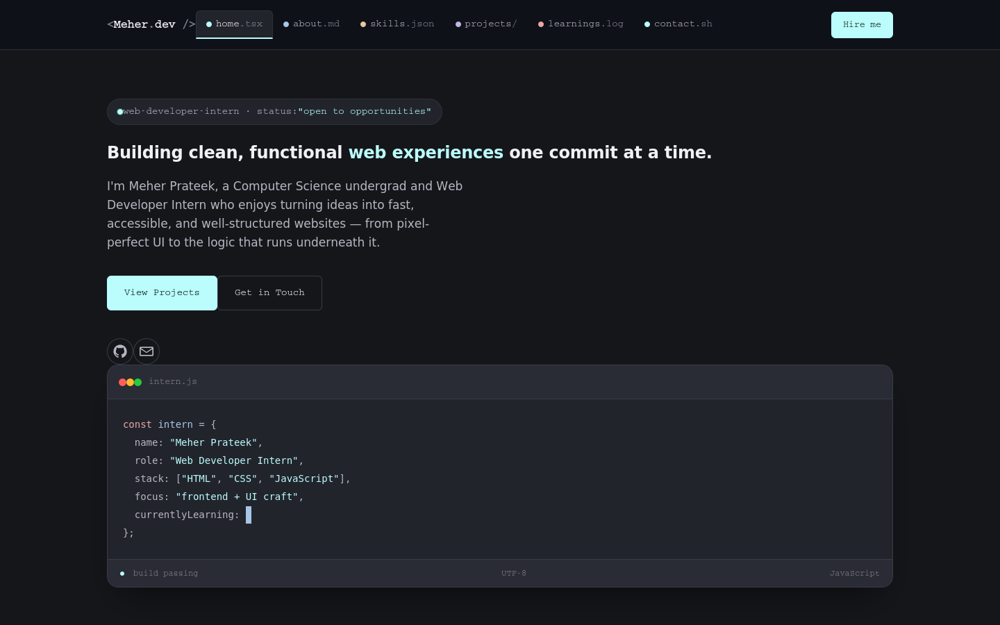 <Meher.dev />
home.tsx
about.md
skills.json
projects/
learnings.log
contact.sh
Hire me
web-developer-intern · status:"open to opportunities"
Building clean, functional web experiences one commit at a time.
I'm Meher Prateek, a Computer Science undergrad and Web
Developer Intern who enjoys turning ideas into fast,
accessible, and well-structured websites — from pixel-
perfect UI to the logic that runs underneath it.
View Projects
Get in Touch
intern.js
const intern = {
  name: "Meher Prateek",
  role: "Web Developer Intern",
  stack: ["HTML", "CSS", "JavaScript"],
  focus: "frontend + UI craft",
  currentlyLearning:
};
build passing
UTF-8
JavaScript